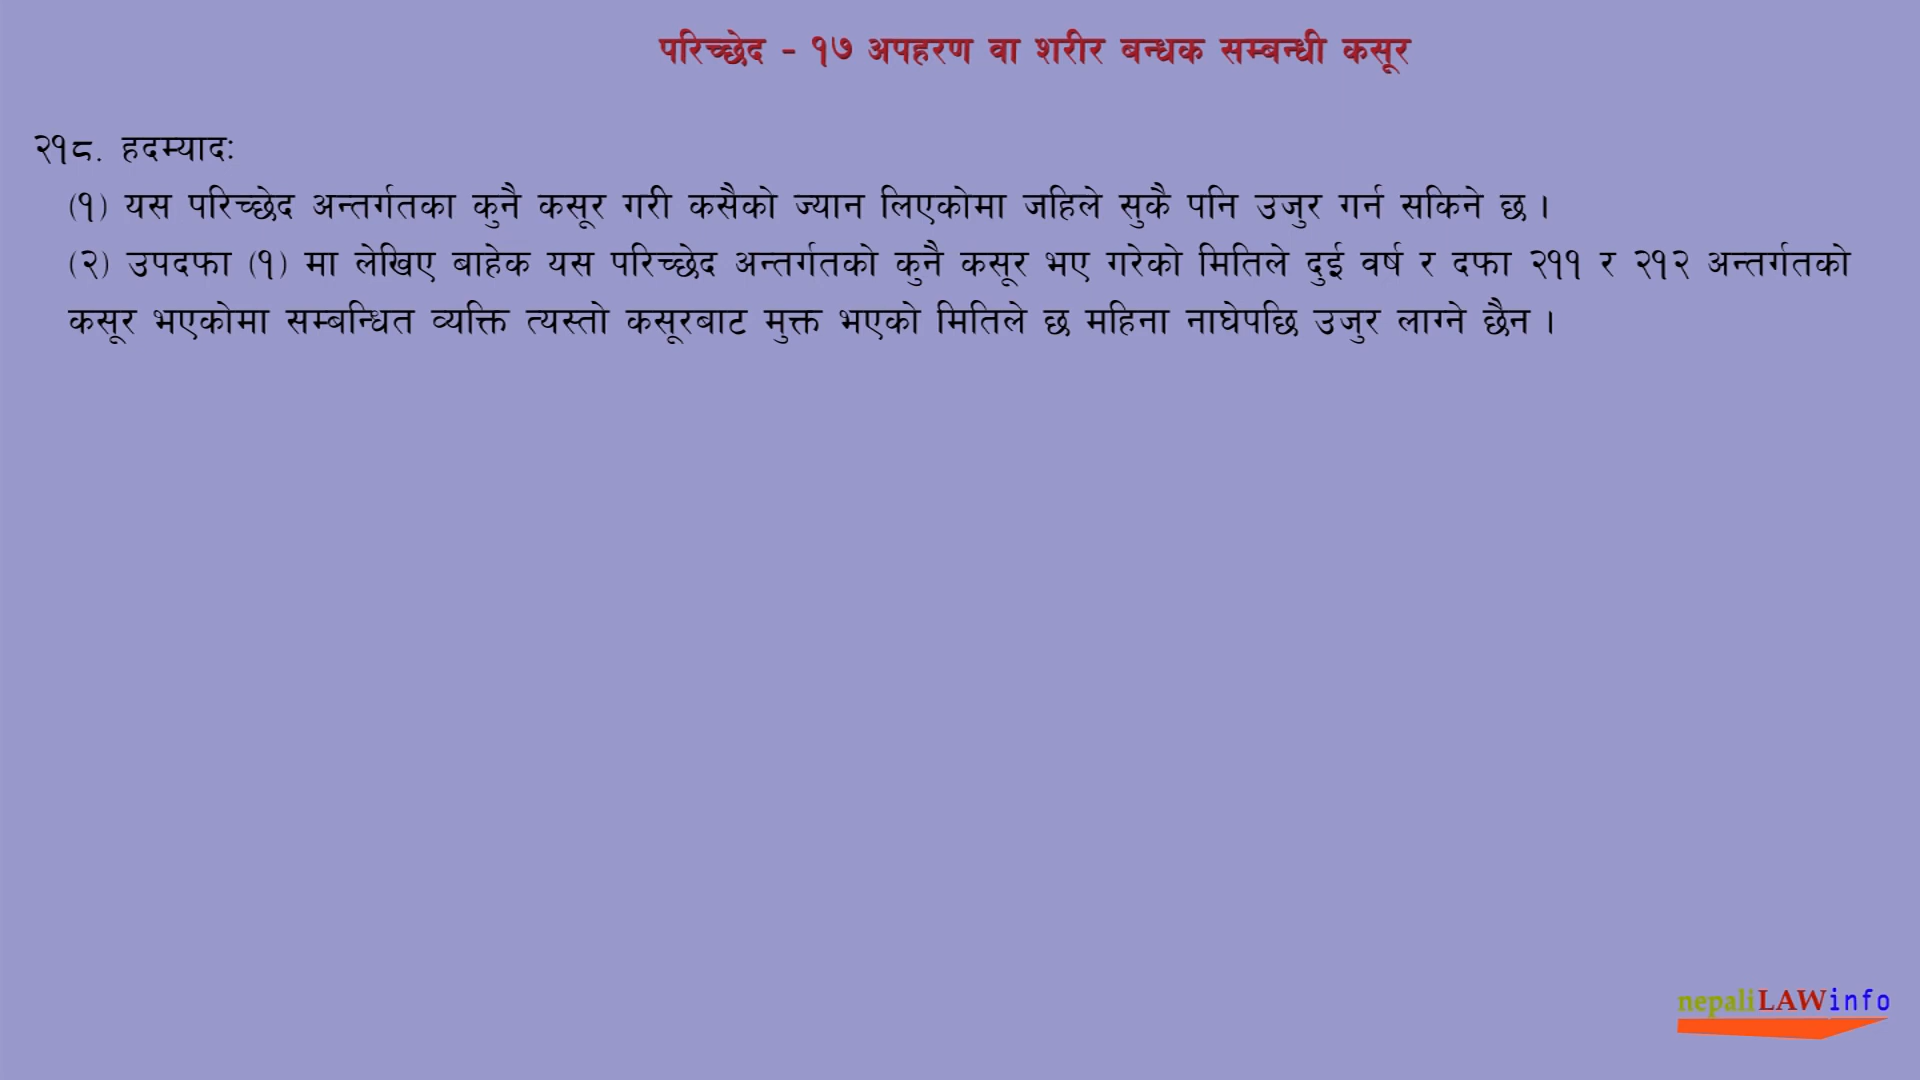 परिच्छेद - १७ अपहरण वा शरीर बन्धक सम्बन्धी कसूर
२१८. हदम्यादः
(१) यस परिच्छेद अन्तर्गतका कुनै कसूर गरी कसैको ज्यान लिएकोमा जहिले सुकै पनि उजुर गर्न सकिने छ ।
(२) उपदफा (१) मा लेखिए बाहेक यस परिच्छेद अन्तर्गतको कुनै कसूर भए गरेको मितिले दुई वर्ष र दफा २११ र २१२ अन्तर्गतको
कसूर भएकोमा सम्बन्धित व्यक्ति त्यस्तो कसूरबाट मुक्त भएको मितिले छ महिना नाघेपछि उजुर लाग्ने छैन ।
nepaliLAWinfo